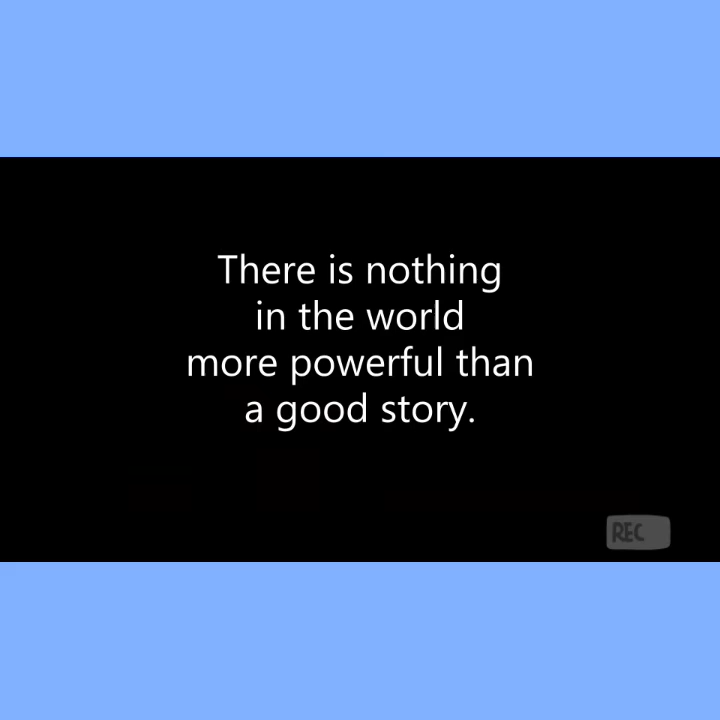 There is nothing
in the world
more powerful than
a good story.
REC